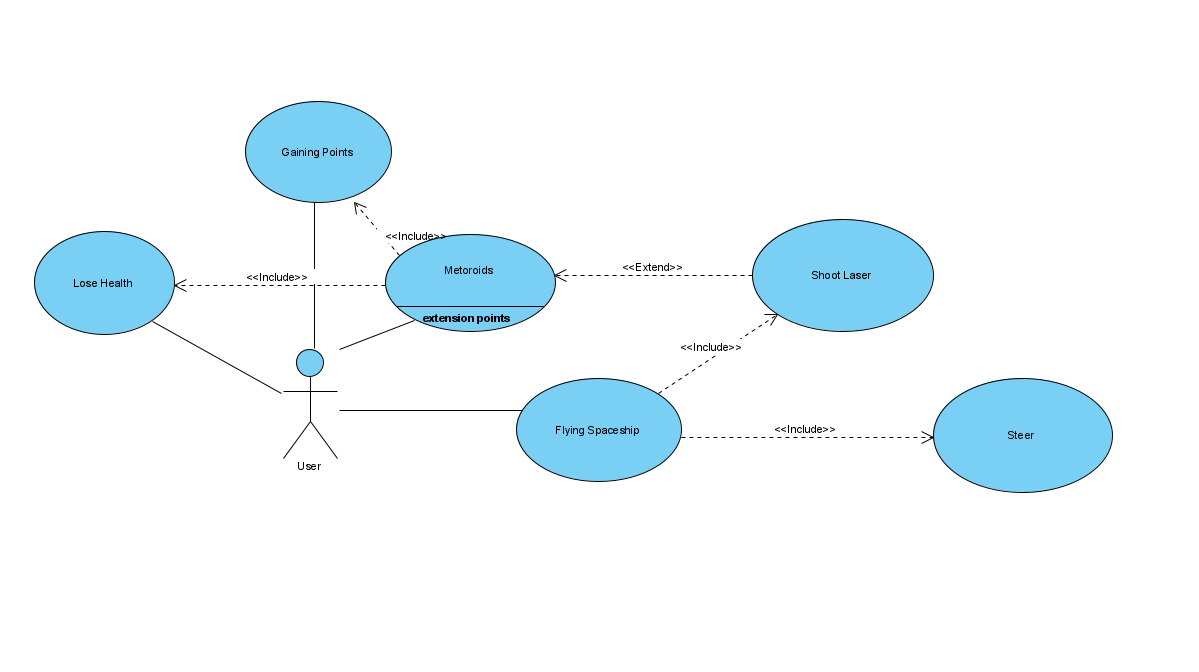 Gaining Points
<<Include>>
Metoroids
<<Extend>>
Shoot Laser
Lose Health
<<Include>>
extension points
<<Include>>
Flying Spaceship
<<Include>>
Steer
User